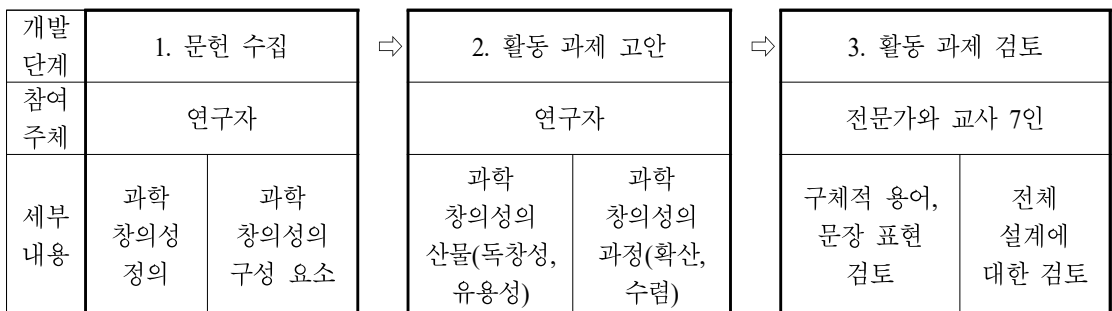 개발
단계
1. 문헌 수집
⇨
2. 활동 과제 고안
⇨
3. 활동 과제 검토
참여
주체
연구자
연구자
전문가와 교사 7인
세부
내용
과학
창의성
정의
과학
창의성의
구성 요소
과학
창의성의
산물(독창성,
유용성)
과학
창의성의
과정(확산,
수렴)
구체적 용어,
문장 표현
검토
전체
설계에
대한 검토